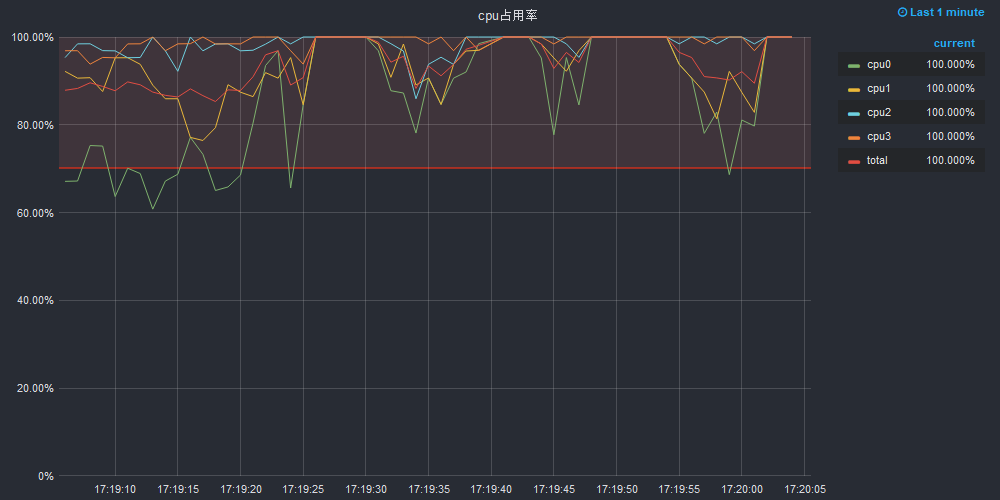 cpu占用率
Last 1 minute
current
cpu0 100.000%
cpu1 100.000%
cpu2 100.000%
cpu3 100.000%
total 100.000%
100.00%
80.00%
60.00%
40.00%
20.00%
0%
17:19:10 17:19:15 17:19:20 17:19:25 17:19:30 17:19:35 17:19:40 17:19:45 17:19:50 17:19:55 17:20:00 17:20:05